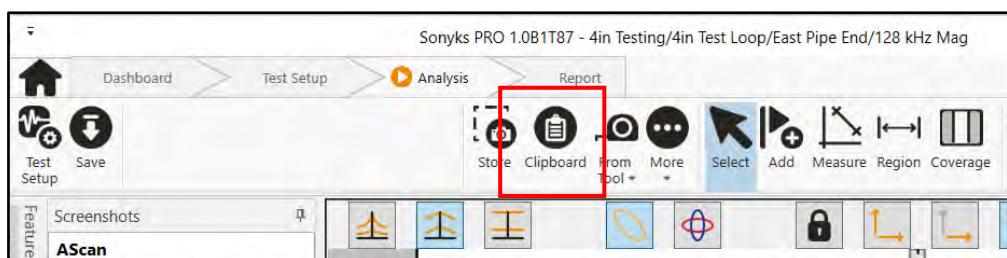 Sonyks PRO 1.0B1T87 - 4in Testing/4in Test Loop/East Pipe End/128 kHz Mag
Dashboard Test Setup Analysis Report
Test Setup Save Store Clipboard From Tool More Select Add Measure Region Coverage
Feature
Screenshots
AScan